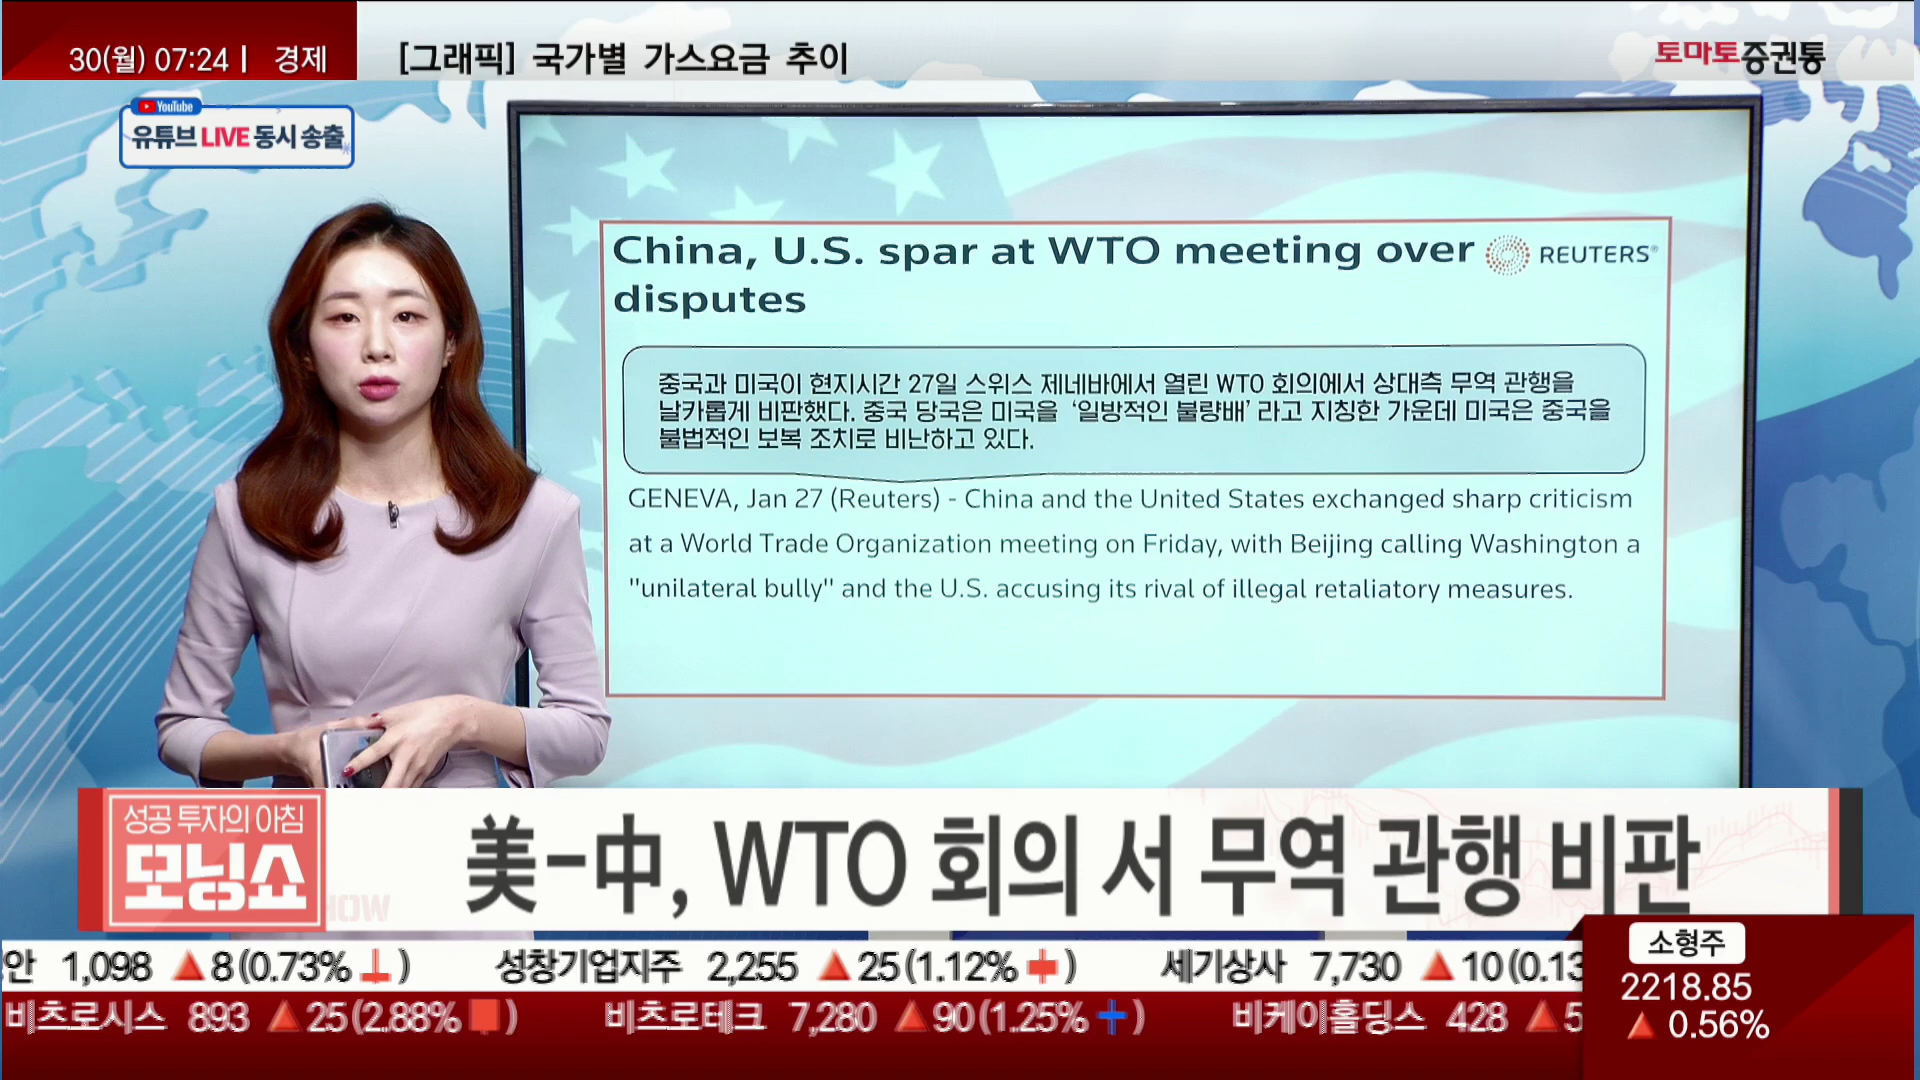 30(월) 07:24 | 경제
[그래픽] 국가별 가스요금 추이
토마토증권통
YouTube
유튜브 LIVE 동시 송출
China, U.S. spar at WTO meeting over
disputes
REUTERS®
중국과 미국이 현지시간 27일 스위스 제네바에서 열린 WTO 회의에서 상대측 무역 관행을
날카롭게 비판했다. 중국 당국은 미국을 ‘일방적인 불량배’ 라고 지칭한 가운데 미국은 중국을
불법적인 보복 조치로 비난하고 있다.
GENEVA, Jan 27 (Reuters) - China and the United States exchanged sharp criticism
at a World Trade Organization meeting on Friday, with Beijing calling Washington a
"unilateral bully" and the U.S. accusing its rival of illegal retaliatory measures.
성공 투자의 아침
모닝쇼
美-中, WTO 회의 서 무역 관행 비판
안 1,098 ▲8(0.73% ) 성창기업지주 2,255 ▲25(1.12% ) 세기상사 7,730 ▲10(0.13
비츠로시스 893 ▲25(2.88% ) 비츠로테크 7,280 ▲90(1.25% ) 비케이홀딩스 428 ▲5
소형주
2218.85
▲ 0.56%